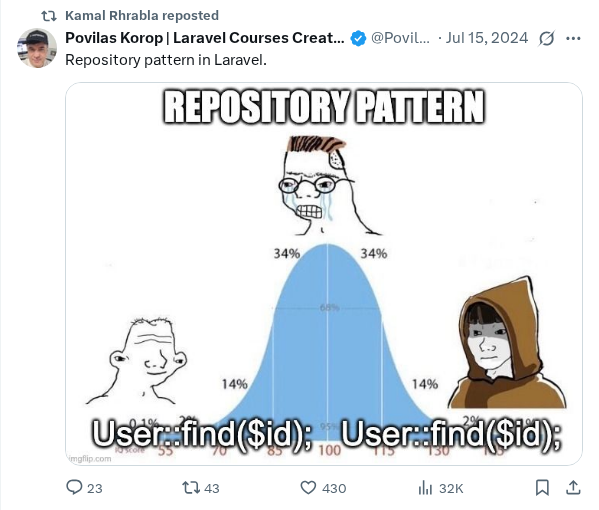 Kamal Rhrabla reposted
Povilas Korop | Laravel Courses Creat... @Povil... · Jul 15, 2024
Repository pattern in Laravel.
REPOSITORY PATTERN
34% 34%
68%
14% 14%
0.1% 2% 95% 2%
User::find($id); User::find($id);
IQ score 55 70 85 100 115 130
imgflip.com
23 43 430 32K